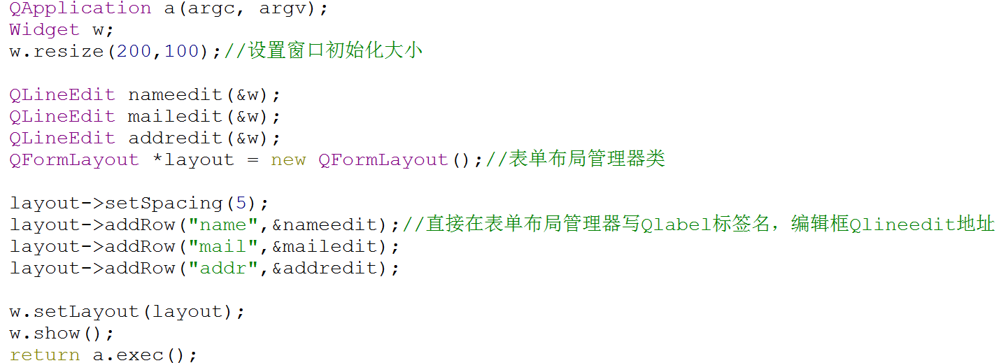 QApplication a(argc, argv);
Widget w;
w.resize(200,100);//设置窗口初始化大小
QLineEdit nameedit(&w);
QLineEdit mailedit(&w);
QLineEdit addredit(&w);
QFormLayout *layout = new QFormLayout();//表单布局管理器类
layout->setSpacing(5);
layout->addRow("name",&nameedit);//直接在表单布局管理器写Qlabel标签名，编辑框Qlineedit地址
layout->addRow("mail",&mailedit);
layout->addRow("addr",&addredit);
w.setLayout(layout);
w.show();
return a.exec();